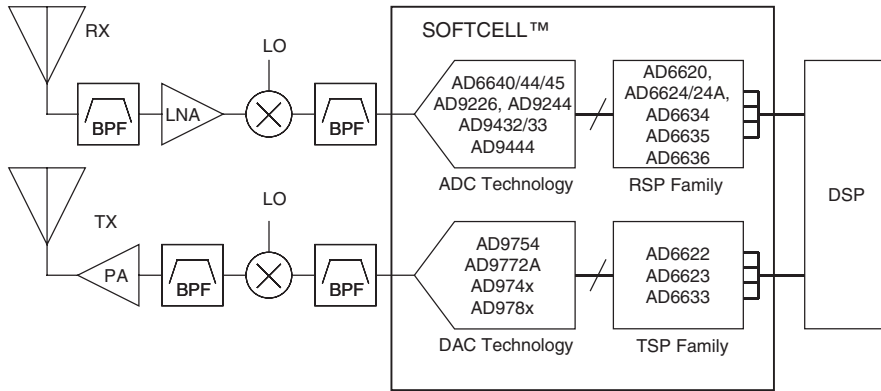 RX
SOFTCELL™
LO
BPF
LNA
BPF
AD6640/44/45
AD9226, AD9244
AD9432/33
AD9444
ADC Technology
AD6620,
AD6624/24A,
AD6634
AD6635
AD6636
RSP Family
DSP
TX
LO
PA
BPF
BPF
AD9754
AD9772A
AD974x
AD978x
DAC Technology
AD6622
AD6623
AD6633
TSP Family